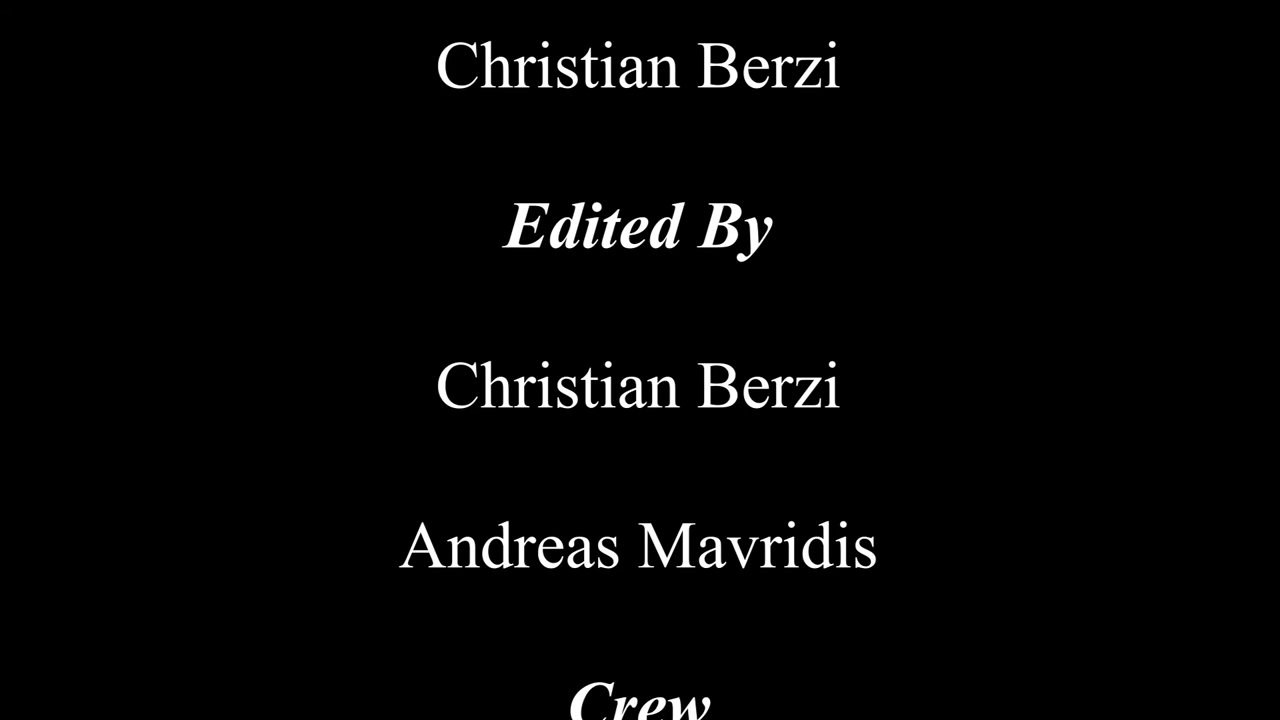 Christian Berzi
Edited By
Christian Berzi
Andreas Mavridis
Crew